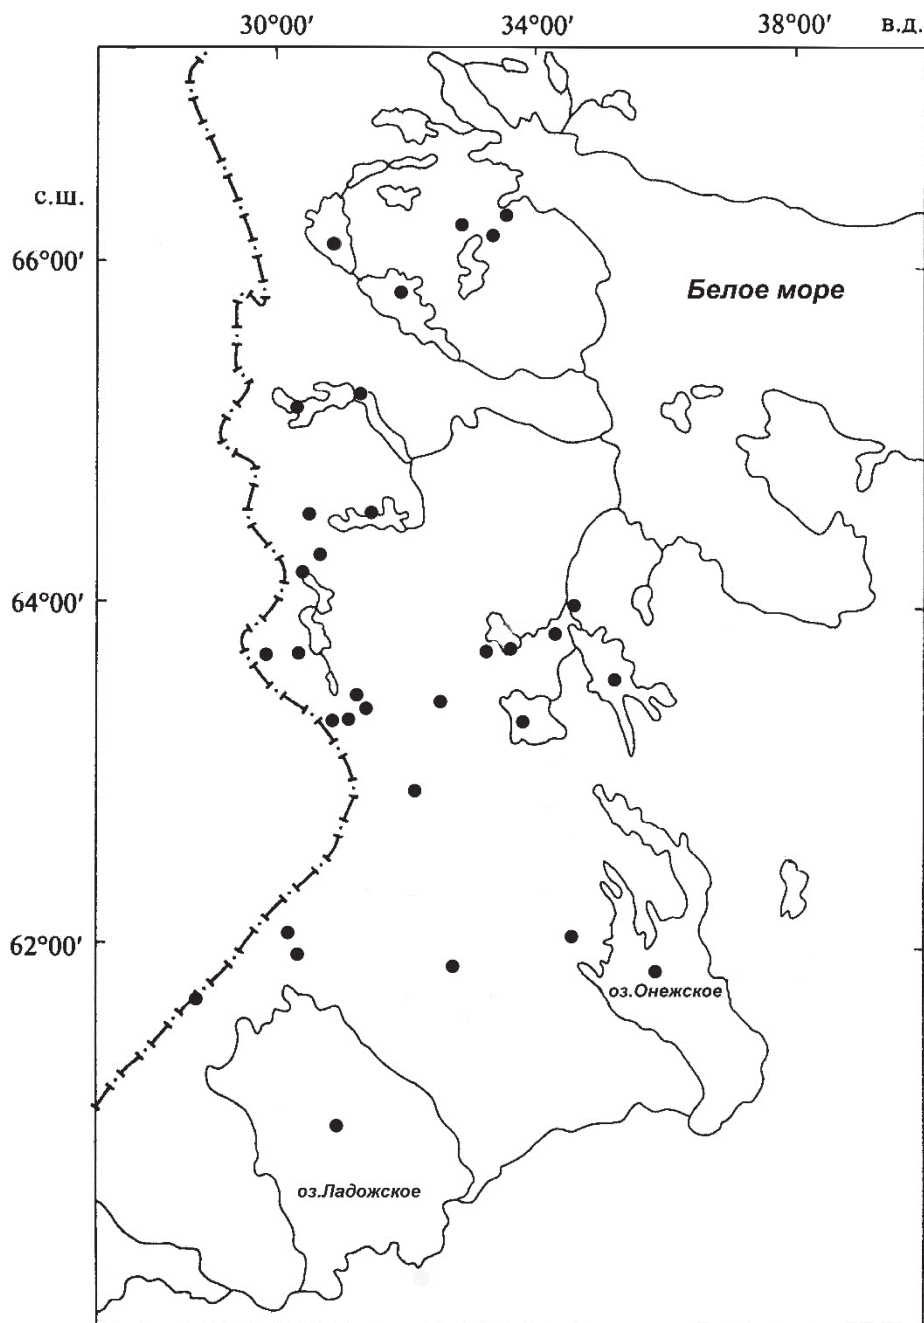 30°00′ 34°00′ 38°00′ в.д.
с.ш.
66°00′
Белое море
64°00′
62°00′
оз.Онежское
оз.Ладожское